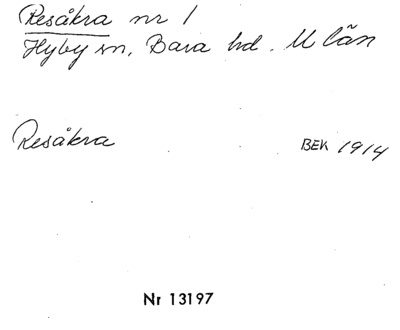 Resåkra nr 1
Hyby sn, Bara hd. M län
Resåkra BEK 1914
Nr 13197